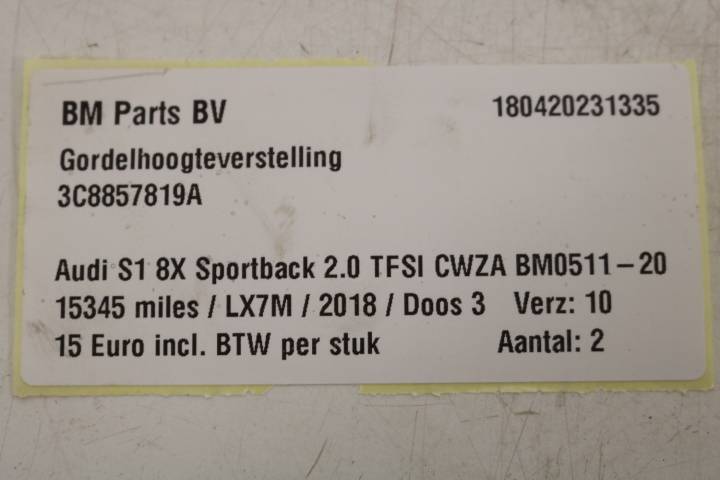 BM Parts BV 180420231335
Gordelhoogteverstelling
3C8857819A
Audi S1 8X Sportback 2.0 TFSI CWZA BM0511-20
15345 miles / LX7M / 2018 / Doos 3 Verz: 10
15 Euro incl. BTW per stuk Aantal: 2